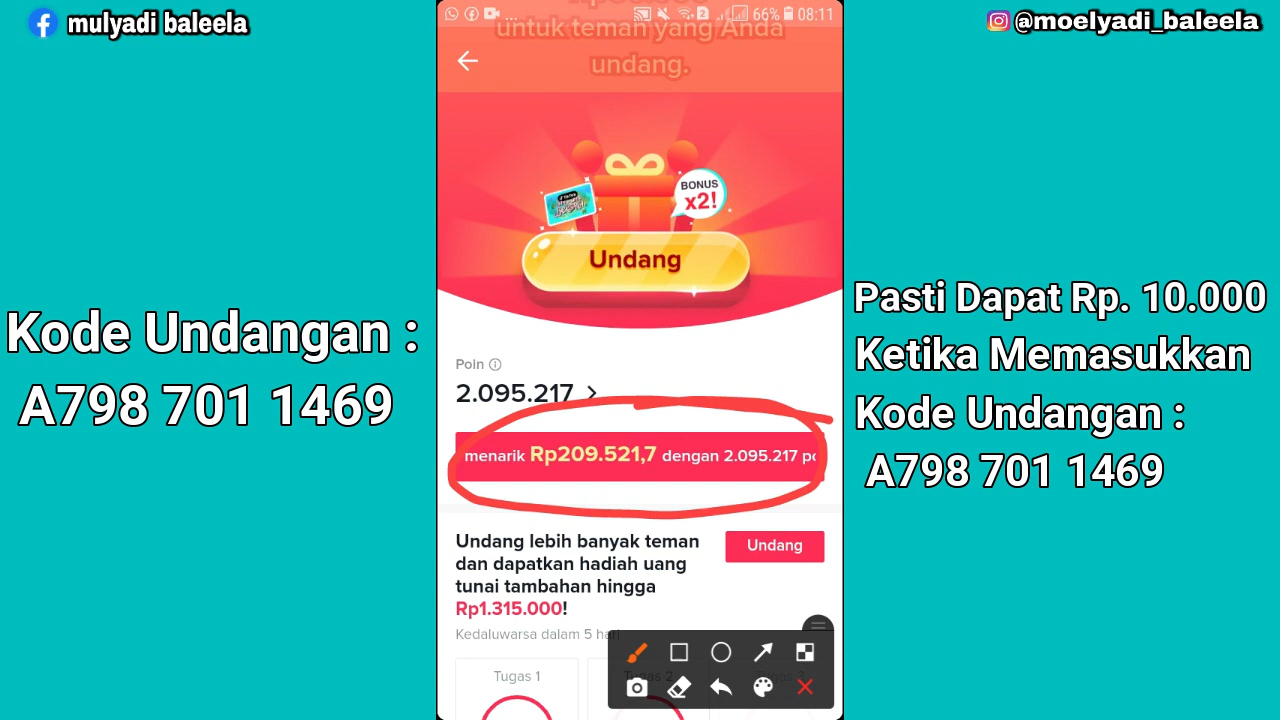 mulyadi baleela
@moelyadi_baleela
66% 08:11
untuk teman yang Anda
undang.
BONUS
x2!
Undang
Kode Undangan :
A798 701 1469
Pasti Dapat Rp. 10.000
Ketika Memasukkan
Kode Undangan :
A798 701 1469
Poin
2.095.217
menarik Rp209.521,7 dengan 2.095.217 po
Undang lebih banyak teman
dan dapatkan hadiah uang
tunai tambahan hingga
Rp1.315.000!
Undang
Kedaluwarsa dalam 5 hari
Tugas 1